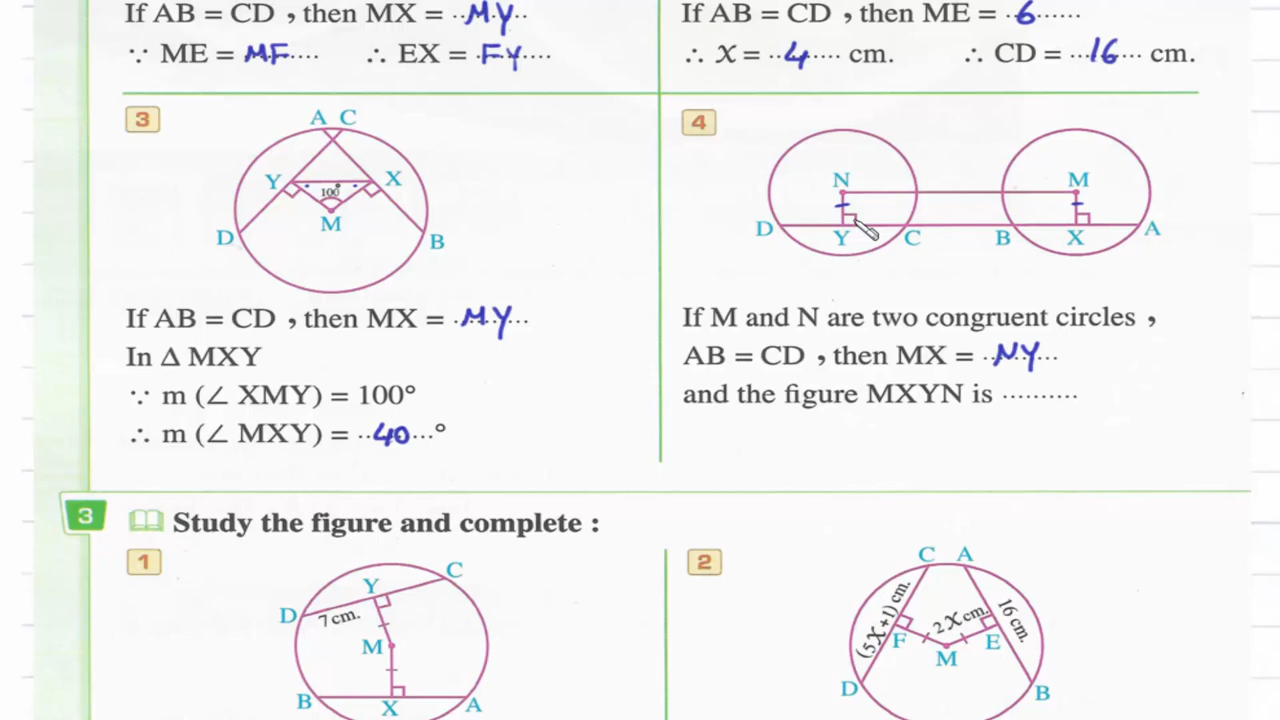 If AB = CD , then MX = ..MY..
∵ ME = MF....  ∴ EX = .FY....
If AB = CD , then ME = .6......
∴ X = ..4.... cm.  ∴ CD = ...16... cm.
3
A C
Y X
100°
M
D B
If AB = CD , then MX = .MY...
In Δ MXY
∵ m (∠ XMY) = 100°
∴ m (∠ MXY) = ..40...°
4
N M
D Y C B X A
If M and N are two congruent circles ,
AB = CD , then MX = ..NY...
and the figure MXYN is ..........
3 Study the figure and complete :
1
C
Y
D 7 cm.
M
B X A
2
C A
(5X+1) cm. 2X cm. 16 cm.
F M E
D B